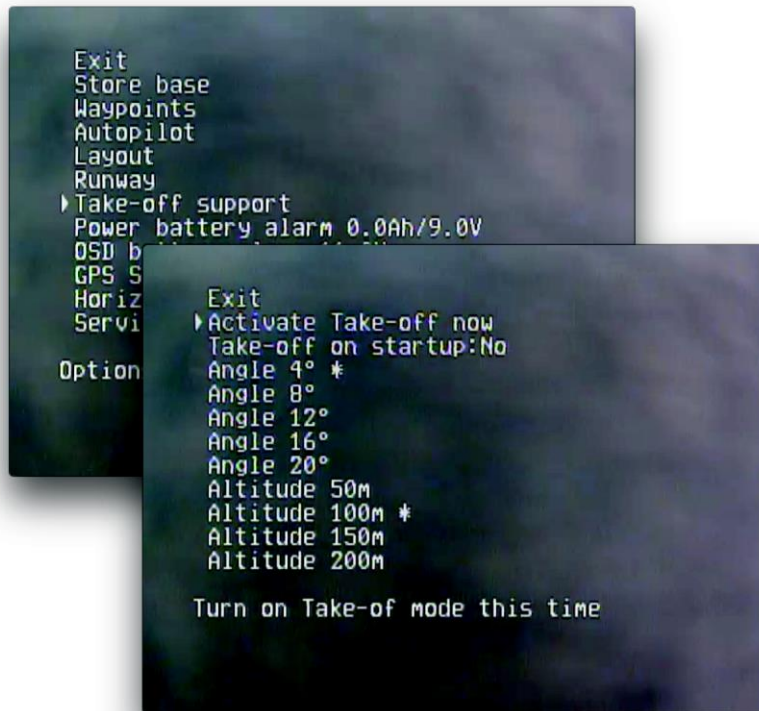 Exit
Store base
Waypoints
Autopilot
Layout
Runway
Take-off support
Power battery alarm 0.0Ah/9.0V
OSD b
GPS S
Horiz
Servi
Option
Exit
Activate Take-off now
Take-off on startup:No
Angle 4° *
Angle 8°
Angle 12°
Angle 16°
Angle 20°
Altitude 50m
Altitude 100m *
Altitude 150m
Altitude 200m
Turn on Take-of mode this time